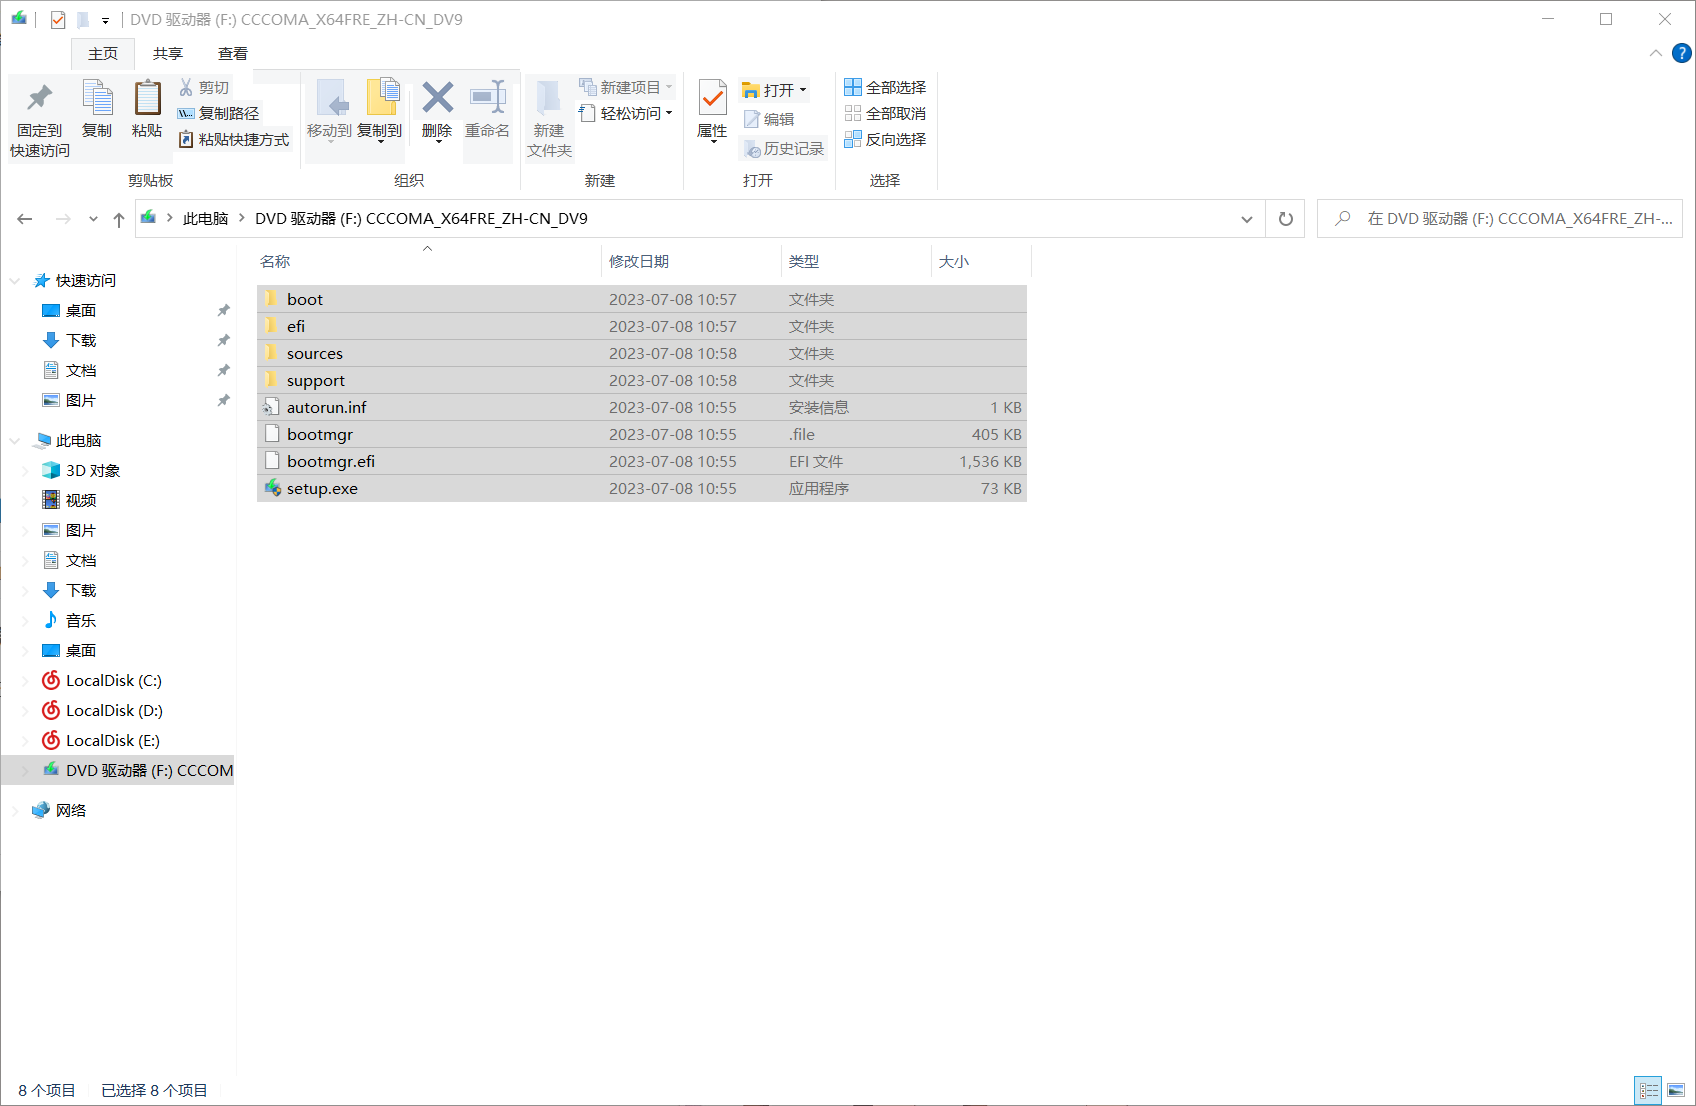 DVD 驱动器 (F:) CCCOMA_X64FRE_ZH-CN_DV9
主页 共享 查看
固定到
快速访问
复制
粘贴
剪切
复制路径
粘贴快捷方式
剪贴板
移动到
复制到
删除
重命名
组织
新建
文件夹
新建项目
轻松访问
新建
属性
打开
编辑
历史记录
打开
全部选择
全部取消
反向选择
选择
此电脑 DVD 驱动器 (F:) CCCOMA_X64FRE_ZH-CN_DV9
在 DVD 驱动器 (F:) CCCOMA_X64FRE_ZH-...
快速访问
桌面
下载
文档
图片
此电脑
3D 对象
视频
图片
文档
下载
音乐
桌面
LocalDisk (C:)
LocalDisk (D:)
LocalDisk (E:)
DVD 驱动器 (F:) CCCOM
网络
名称 修改日期 类型 大小
boot 2023-07-08 10:57 文件夹
efi 2023-07-08 10:57 文件夹
sources 2023-07-08 10:58 文件夹
support 2023-07-08 10:58 文件夹
autorun.inf 2023-07-08 10:55 安装信息 1 KB
bootmgr 2023-07-08 10:55 .file 405 KB
bootmgr.efi 2023-07-08 10:55 EFI 文件 1,536 KB
setup.exe 2023-07-08 10:55 应用程序 73 KB
8 个项目 已选择 8 个项目